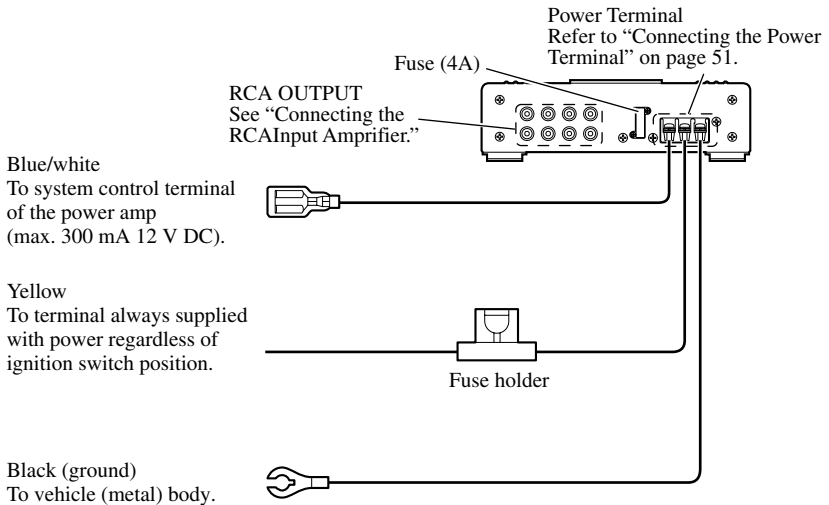 Power Terminal
Refer to “Connecting the Power
Terminal” on page 51.
Fuse (4A)
RCA OUTPUT
See “Connecting the
RCAInput Amprifier.”
Blue/white
To system control terminal
of the power amp
(max. 300 mA 12 V DC).
Yellow
To terminal always supplied
with power regardless of
ignition switch position.
Fuse holder
Black (ground)
To vehicle (metal) body.